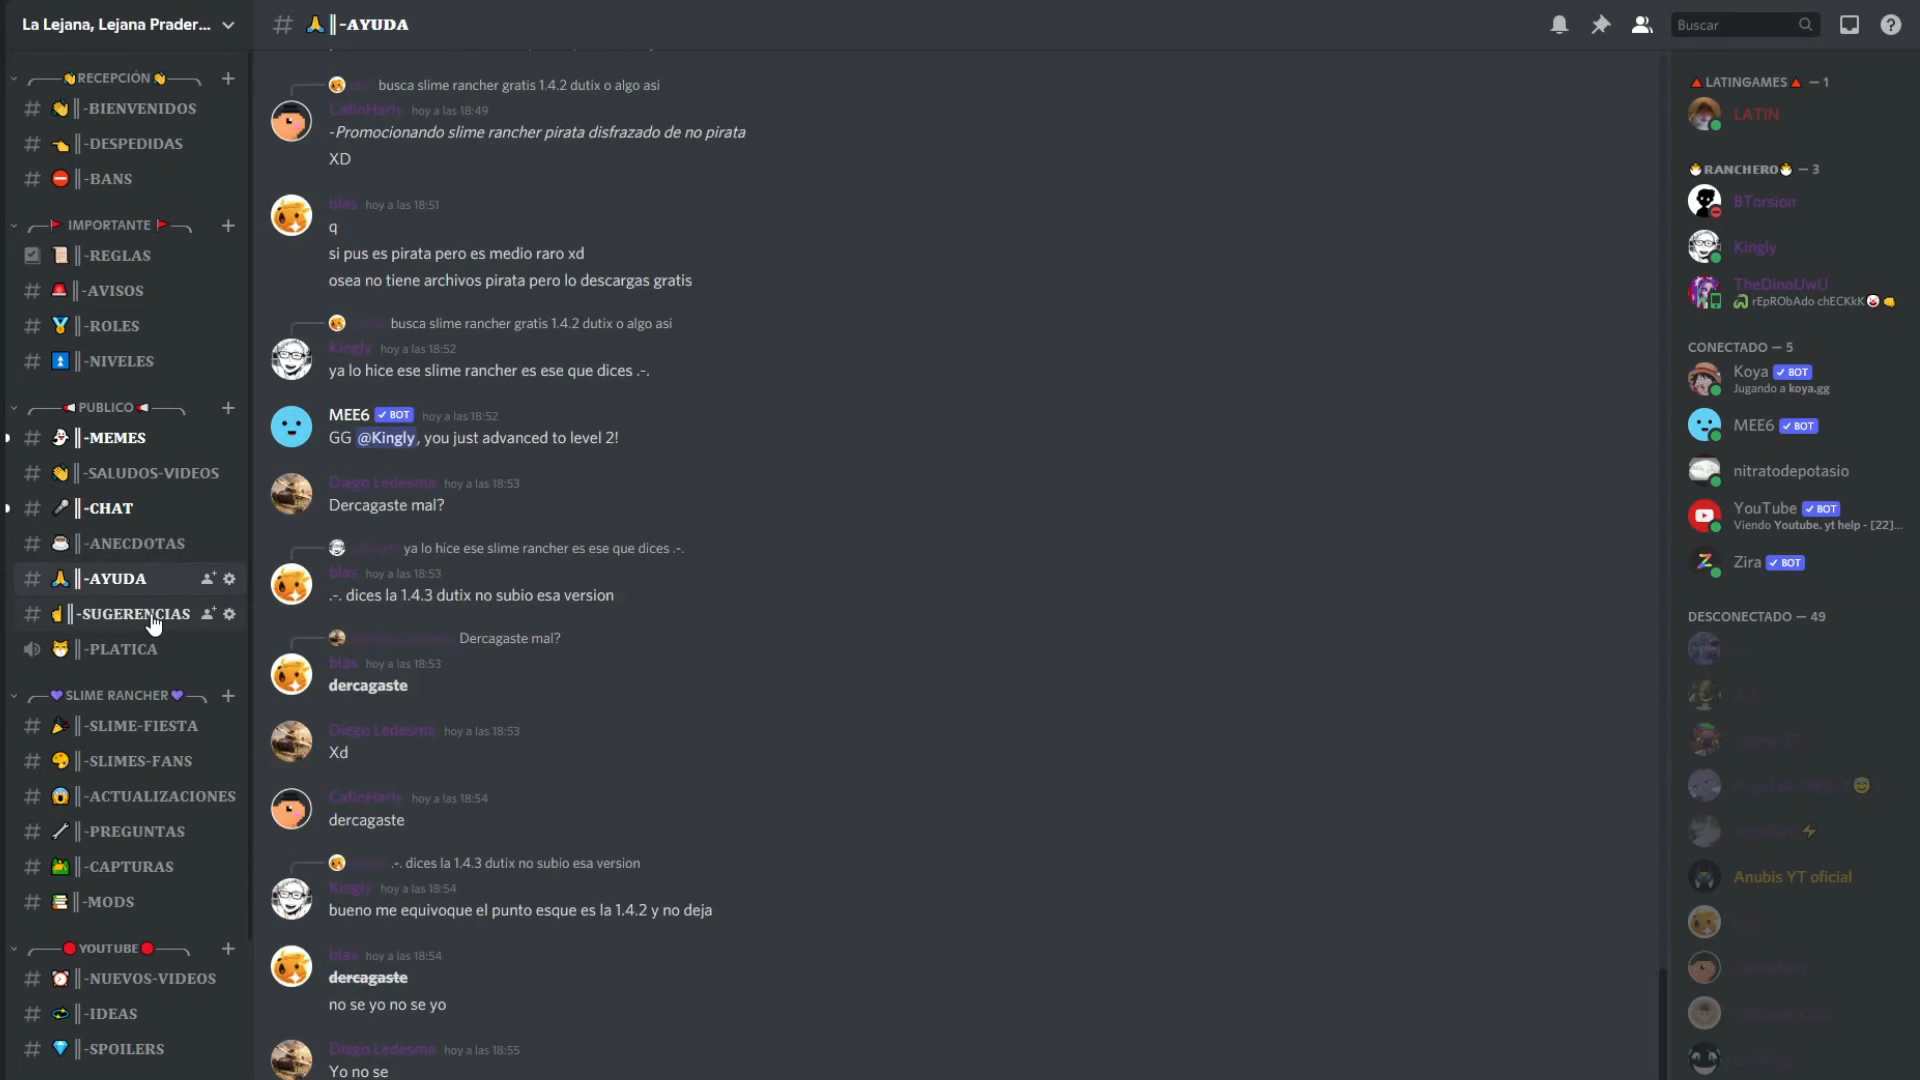 La Lejana, Lejana Prader...
RECEPCIÓN
-BIENVENIDOS
-DESPEDIDAS
-BANS
IMPORTANTE
-REGLAS
-AVISOS
-ROLES
-NIVELES
PUBLICO
-MEMES
-SALUDOS-VIDEOS
-CHAT
-ANECDOTAS
-AYUDA
-SUGERENCIAS
-PLATICA
SLIME RANCHER
-SLIME-FIESTA
-SLIMES-FANS
-ACTUALIZACIONES
-PREGUNTAS
-CAPTURAS
-MODS
YOUTUBE
-NUEVOS-VIDEOS
-IDEAS
-SPOILERS
-AYUDA
Buscar
busca slime rancher gratis 1.4.2 dutix o algo asi
CafinHarly hoy a las 18:49
-Promocionando slime rancher pirata disfrazado de no pirata
XD
blas hoy a las 18:51
q
si pus es pirata pero es medio raro xd
osea no tiene archivos pirata pero lo descargas gratis
busca slime rancher gratis 1.4.2 dutix o algo asi
Kingly hoy a las 18:52
ya lo hice ese slime rancher es ese que dices .-.
MEE6 BOT hoy a las 18:52
GG @Kingly, you just advanced to level 2!
Diego Ledesma hoy a las 18:53
Dercagaste mal?
ya lo hice ese slime rancher es ese que dices .-.
blas hoy a las 18:53
.-. dices la 1.4.3 dutix no subio esa version
Dercagaste mal?
blas hoy a las 18:53
dercagaste
Diego Ledesma hoy a las 18:53
Xd
CafinHarly hoy a las 18:54
dercagaste
.-. dices la 1.4.3 dutix no subio esa version
Kingly hoy a las 18:54
bueno me equivoque el punto esque es la 1.4.2 y no deja
blas hoy a las 18:54
dercagaste
no se yo no se yo
Diego Ledesma hoy a las 18:55
Yo no se
LATINGAMES — 1
LATIN
RANCHERO — 3
BTorsion
Kingly
TheDinoUwU
rEpRObAdo chECKkK
CONECTADO — 5
Koya BOT
Jugando a koya.gg
MEE6 BOT
nitratodepotasio
YouTube BOT
Viendo Youtube. yt help - [22]...
Zira BOT
DESCONECTADO — 49
Anubis YT oficial